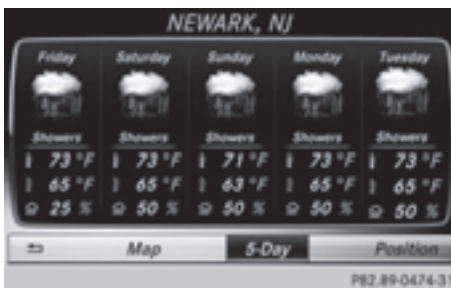 NEWARK, NJ
Friday Saturday Sunday Monday Tuesday
Showers Showers Showers Showers Showers
73 °F 73 °F 71 °F 73 °F 73 °F
65 °F 65 °F 63 °F 65 °F 65 °F
25 % 50 % 50 % 50 % 50 %
Map 5-Day Position
P82.89-0474-31